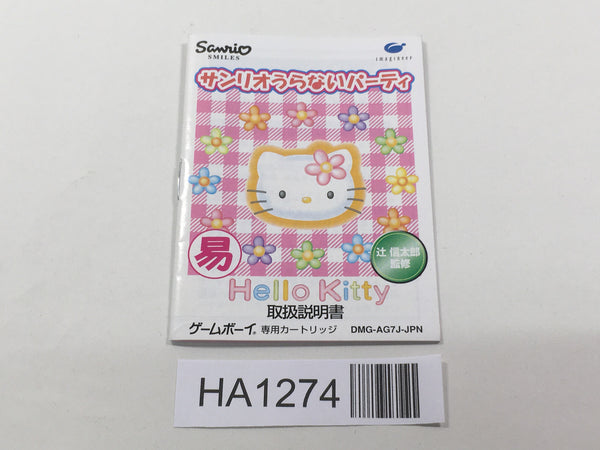 Sanrio
SMILES
imagineer
サンリオうらないパーティ
易
辻 信太郎
監修
Hello Kitty
取扱説明書
ゲームボーイ® 専用カートリッジ DMG-AG7J-JPN
HA1274